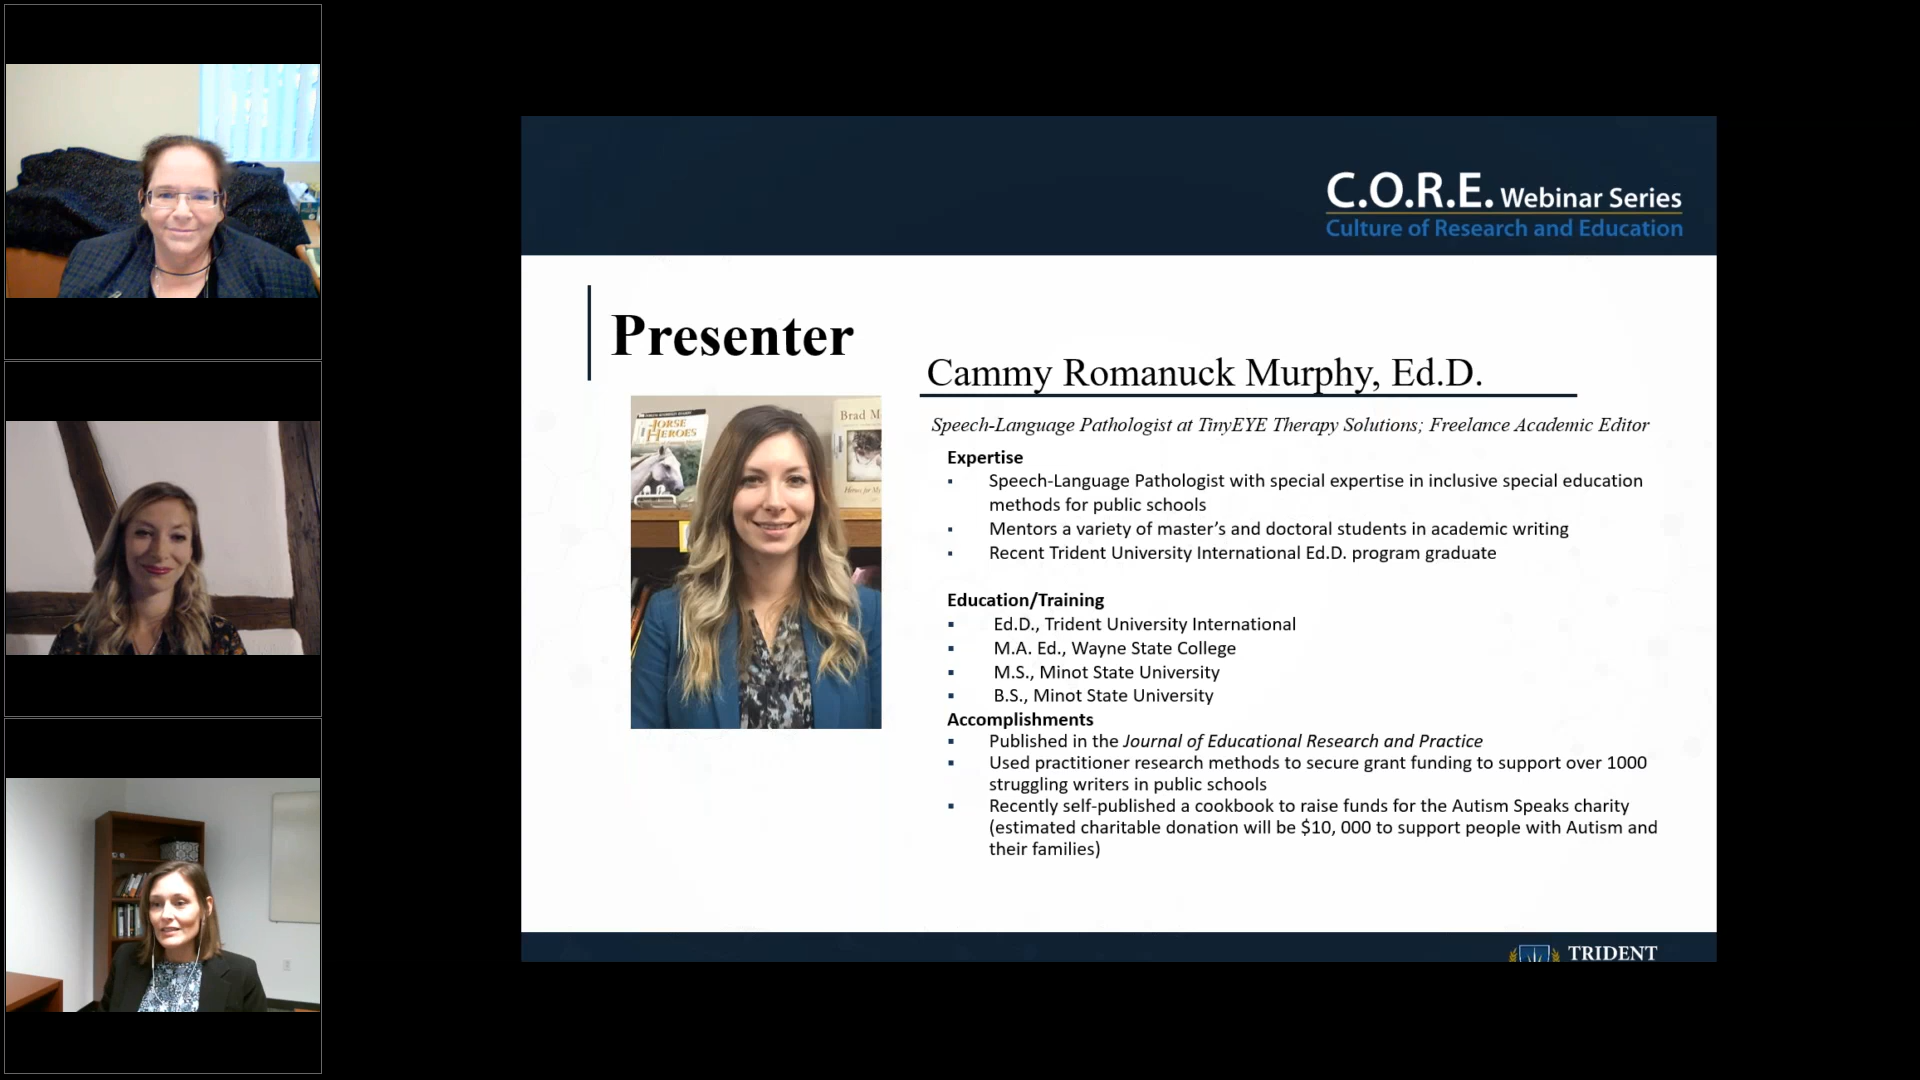 C.O.R.E. Webinar Series
Culture of Research and Education
Presenter
Cammy Romanuck Murphy, Ed.D.
HORSE
HEROES
Brad M
Speech-Language Pathologist at TinyEYE Therapy Solutions; Freelance Academic Editor
Expertise
▪ Speech-Language Pathologist with special expertise in inclusive special education
methods for public schools
▪ Mentors a variety of master’s and doctoral students in academic writing
▪ Recent Trident University International Ed.D. program graduate
Education/Training
▪ Ed.D., Trident University International
▪ M.A. Ed., Wayne State College
▪ M.S., Minot State University
▪ B.S., Minot State University
Accomplishments
▪ Published in the Journal of Educational Research and Practice
▪ Used practitioner research methods to secure grant funding to support over 1000
struggling writers in public schools
▪ Recently self-published a cookbook to raise funds for the Autism Speaks charity
(estimated charitable donation will be $10, 000 to support people with Autism and
their families)
TRIDENT